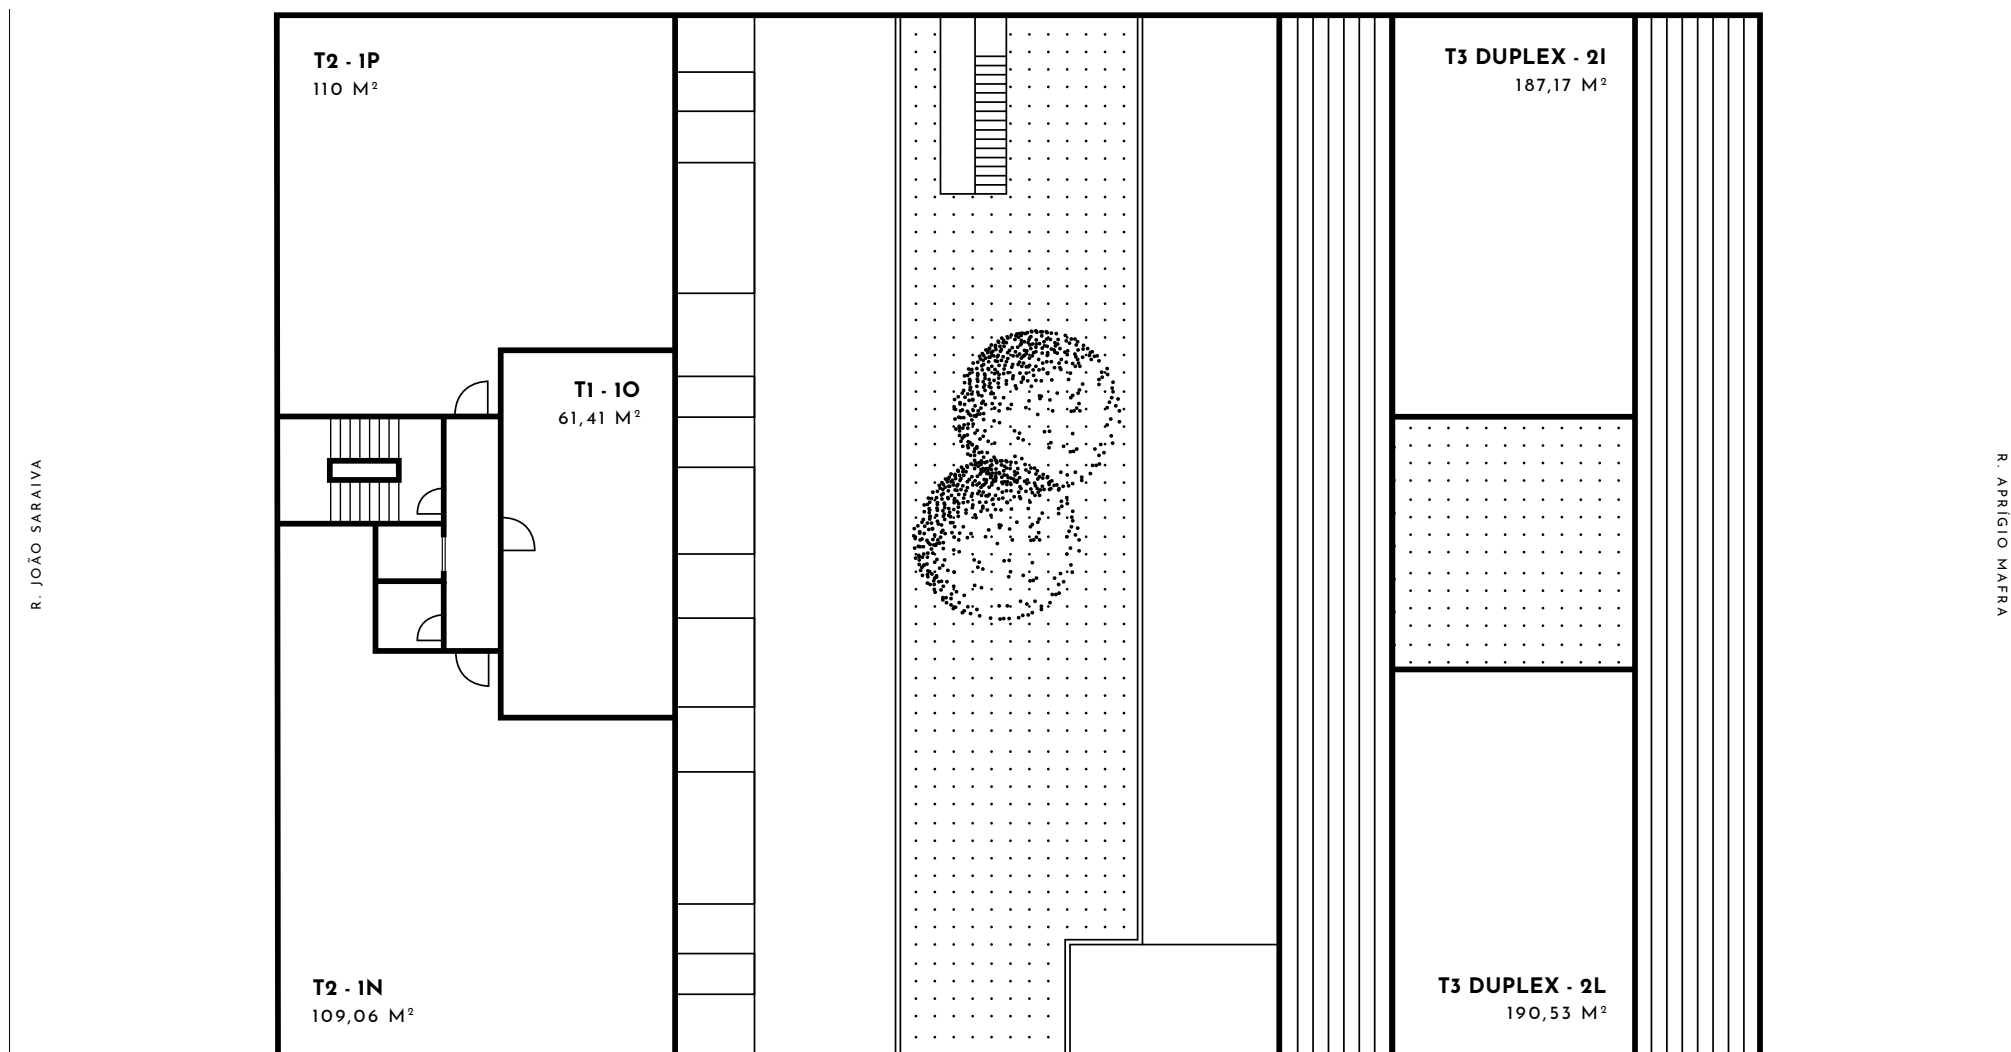 T2 - 1P
110 M²
T3 DUPLEX - 2I
187,17 M²
T1 - 1O
61,41 M²
R. JOÃO SARAIVA
R. APRÍGIO MAFRA
T2 - 1N
109,06 M²
T3 DUPLEX - 2L
190,53 M²